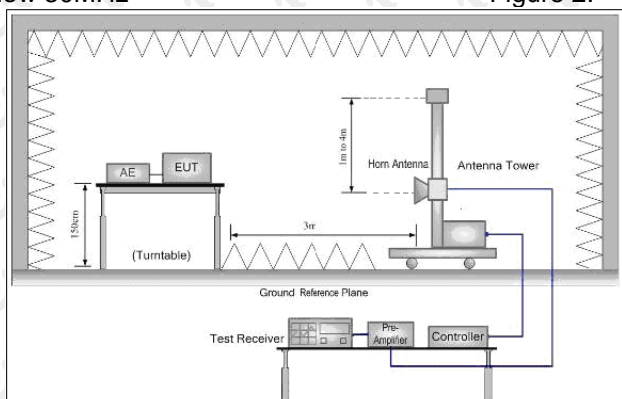 Figure 2.
1m to 4m
Horn Antenna
Antenna Tower
AE
EUT
150cm
(Turntable)
3m
Ground Reference Plane
Test Receiver
Pre-
Amplifier
Controller